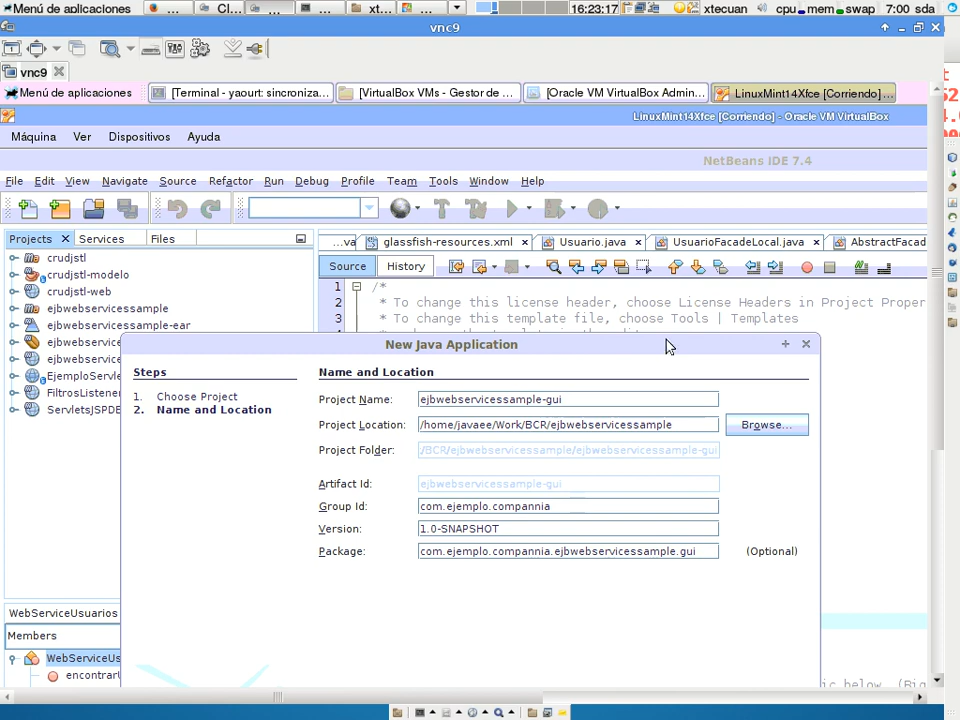 Menú de aplicaciones
...
Cl...
...
...
xt...
...
16:23:17
xtecuan
cpu
mem
swap
7:00 sda
vnc9
vnc9
Menú de aplicaciones
[Terminal - yaourt: sincroniza...
[VirtualBox VMs - Gestor de ...
[Oracle VM VirtualBox Admin...
LinuxMint14Xfce [Corriendo] ...
LinuxMint14Xfce [Corriendo] - Oracle VM VirtualBox
Máquina Ver Dispositivos Ayuda
NetBeans IDE 7.4
File Edit View Navigate Source Refactor Run Debug Profile Team Tools Window Help
Projects Services Files
...va
glassfish-resources.xml
Usuario.java
UsuarioFacadeLocal.java
AbstractFacad
Source History
crudjstl
crudjstl-modelo
crudjstl-web
ejbwebservicessample
ejbwebservicessample-ear
ejbwebservice
ejbwebservice
EjemploServle
FiltrosListener
ServletsJSPDE
1 /*
2 * To change this license header, choose License Headers in Project Proper
3 * To change this template file, choose Tools | Templates
New Java Application
Steps
1. Choose Project
2. Name and Location
Name and Location
Project Name: ejbwebservicessample-gui
Project Location: /home/javaee/Work/BCR/ejbwebservicessample Browse...
Project Folder: :/BCR/ejbwebservicessample/ejbwebservicessample-gui
Artifact Id: ejbwebservicessample-gui
Group Id: com.ejemplo.compannia
Version: 1.0-SNAPSHOT
Package: com.ejemplo.compannia.ejbwebservicessample.gui (Optional)
WebServiceUsuarios
Members
WebServiceUsu
encontrarU
ic below. (Big